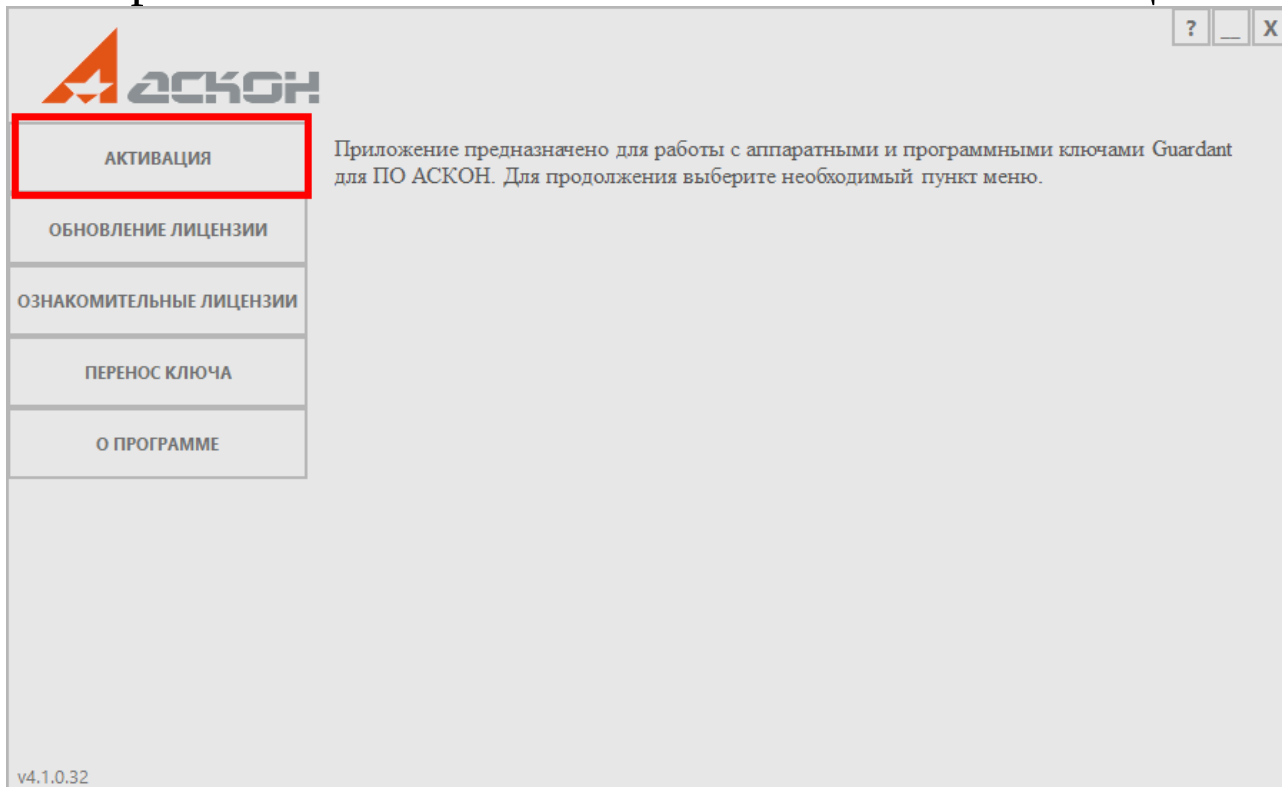 ? __ X
АСКОН
АКТИВАЦИЯ
Приложение предназначено для работы с аппаратными и программными ключами Guardant
для ПО АСКОН. Для продолжения выберите необходимый пункт меню.
ОБНОВЛЕНИЕ ЛИЦЕНЗИИ
ОЗНАКОМИТЕЛЬНЫЕ ЛИЦЕНЗИИ
ПЕРЕНОС КЛЮЧА
О ПРОГРАММЕ
v4.1.0.32